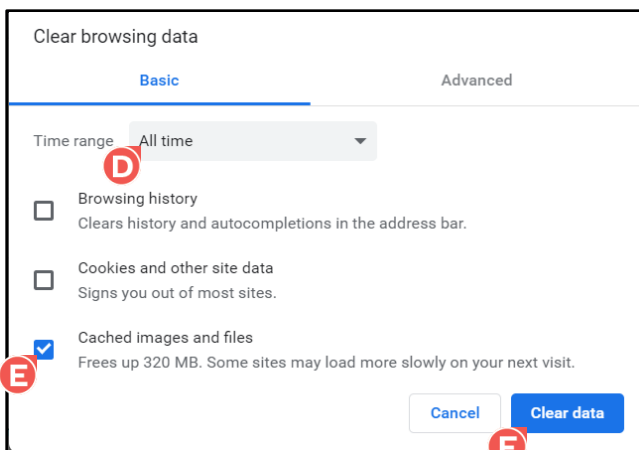 Clear browsing data
Basic Advanced
Time range All time
D
Browsing history
Clears history and autocompletions in the address bar.
Cookies and other site data
Signs you out of most sites.
Cached images and files
E
Frees up 320 MB. Some sites may load more slowly on your next visit.
Cancel Clear data